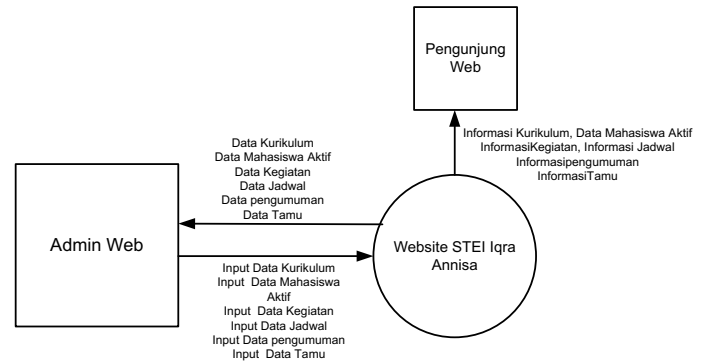 Pengunjung
Web
Informasi Kurikulum, Data Mahasiswa Aktif
InformasiKegiatan, Informasi Jadwal
Informasipengumuman
InformasiTamu
Data Kurikulum
Data Mahasiswa Aktif
Data Kegiatan
Data Jadwal
Data pengumuman
Data Tamu
Admin Web
Website STEI Iqra
Annisa
Input Data Kurikulum
Input Data Mahasiswa
Aktif
Input Data Kegiatan
Input Data Jadwal
Input Data pengumuman
Input Data Tamu